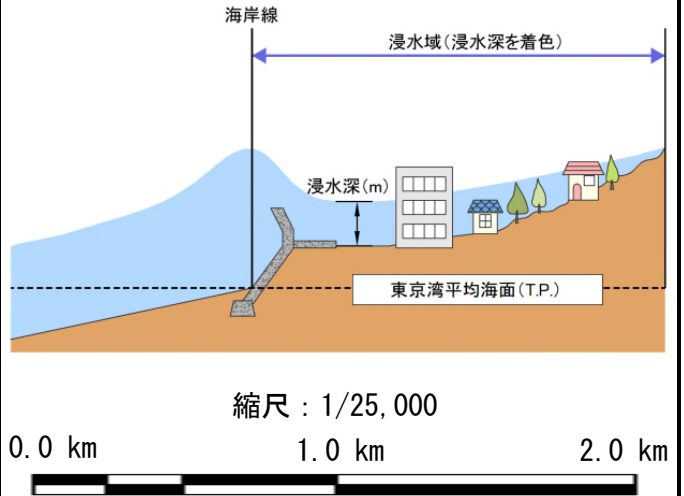 海岸線
浸水域(浸水深を着色)
浸水深(m)
東京湾平均海面(T.P.)
縮尺:1/25,000
0.0 km 1.0 km 2.0 km